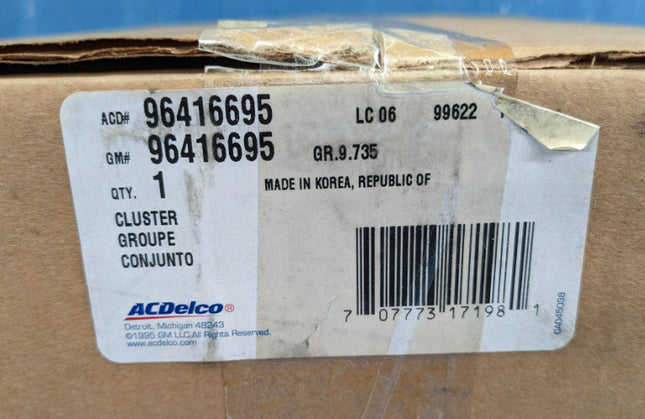 ACD# 96416695 LC 06 99622
GM# 96416695 GR.9.735
QTY. 1 MADE IN KOREA, REPUBLIC OF
CLUSTER
GROUPE
CONJUNTO
7 07773 17198 1
ACDelco®
Detroit, Michigan 48243
©1995 GM LLC All Rights Reserved.
www.acdelco.com
04045038